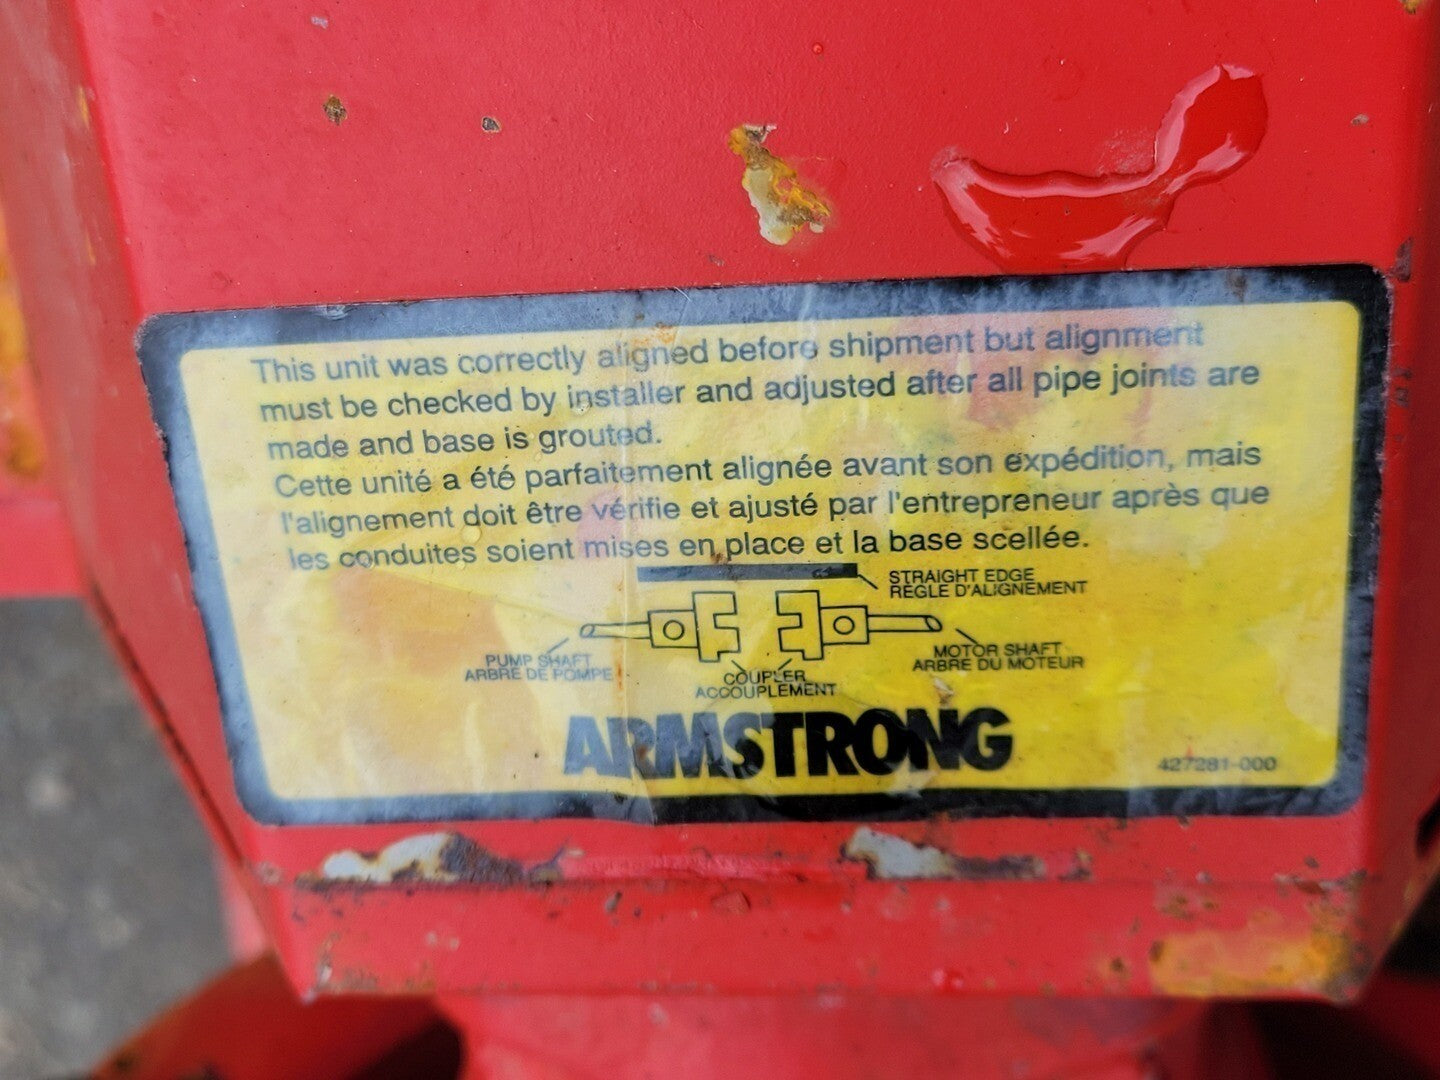 This unit was correctly aligned before shipment but alignment
must be checked by installer and adjusted after all pipe joints are
made and base is grouted.
Cette unité a été parfaitement alignée avant son expédition, mais
l'alignement doit être vérifie et ajusté par l'entrepreneur après que
les conduites soient mises en place et la base scellée.
STRAIGHT EDGE
REGLE D'ALIGNEMENT
PUMP SHAFT
ARBRE DE POMPE
COUPLER
ACCOUPLEMENT
MOTOR SHAFT
ARBRE DU MOTEUR
ARMSTRONG
427281-000